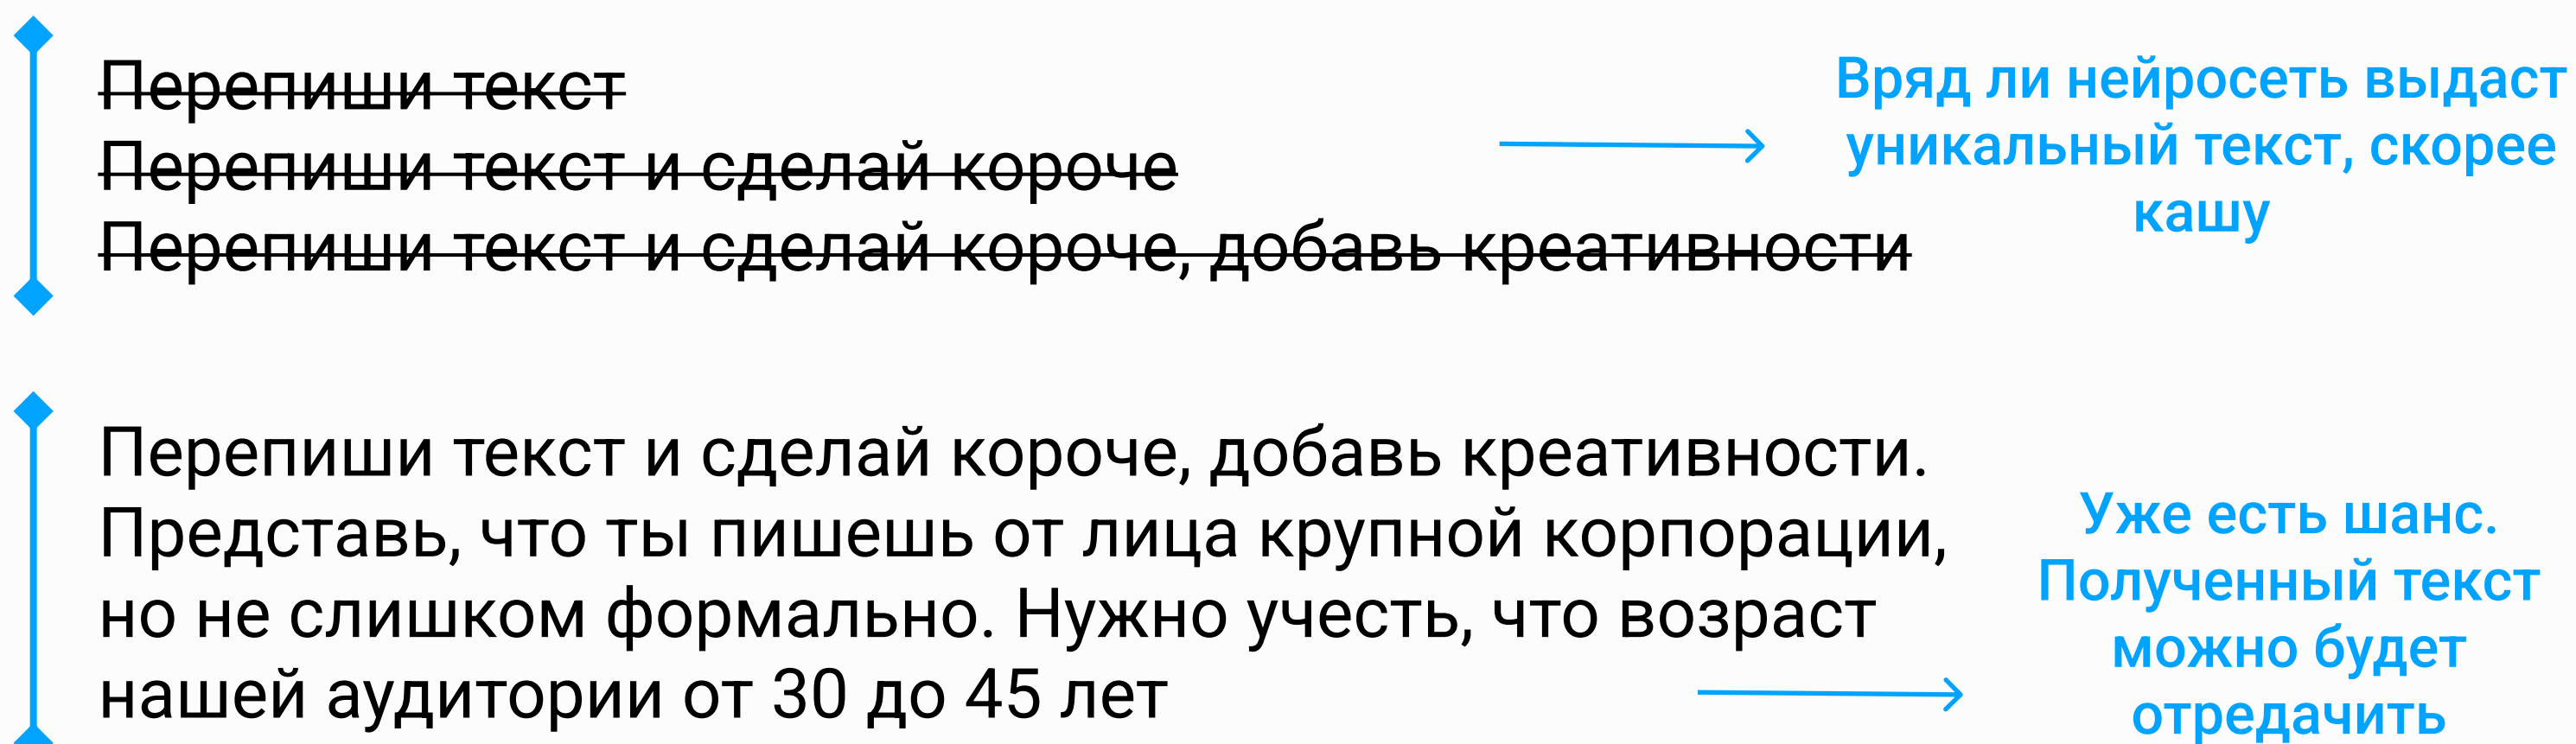 Перепиши текст
Перепиши текст и сделай короче
Перепиши текст и сделай короче, добавь креативности
Вряд ли нейросеть выдаст
уникальный текст, скорее
кашу
Перепиши текст и сделай короче, добавь креативности.
Представь, что ты пишешь от лица крупной корпорации,
но не слишком формально. Нужно учесть, что возраст
нашей аудитории от 30 до 45 лет
Уже есть шанс.
Полученный текст
можно будет
отредачить